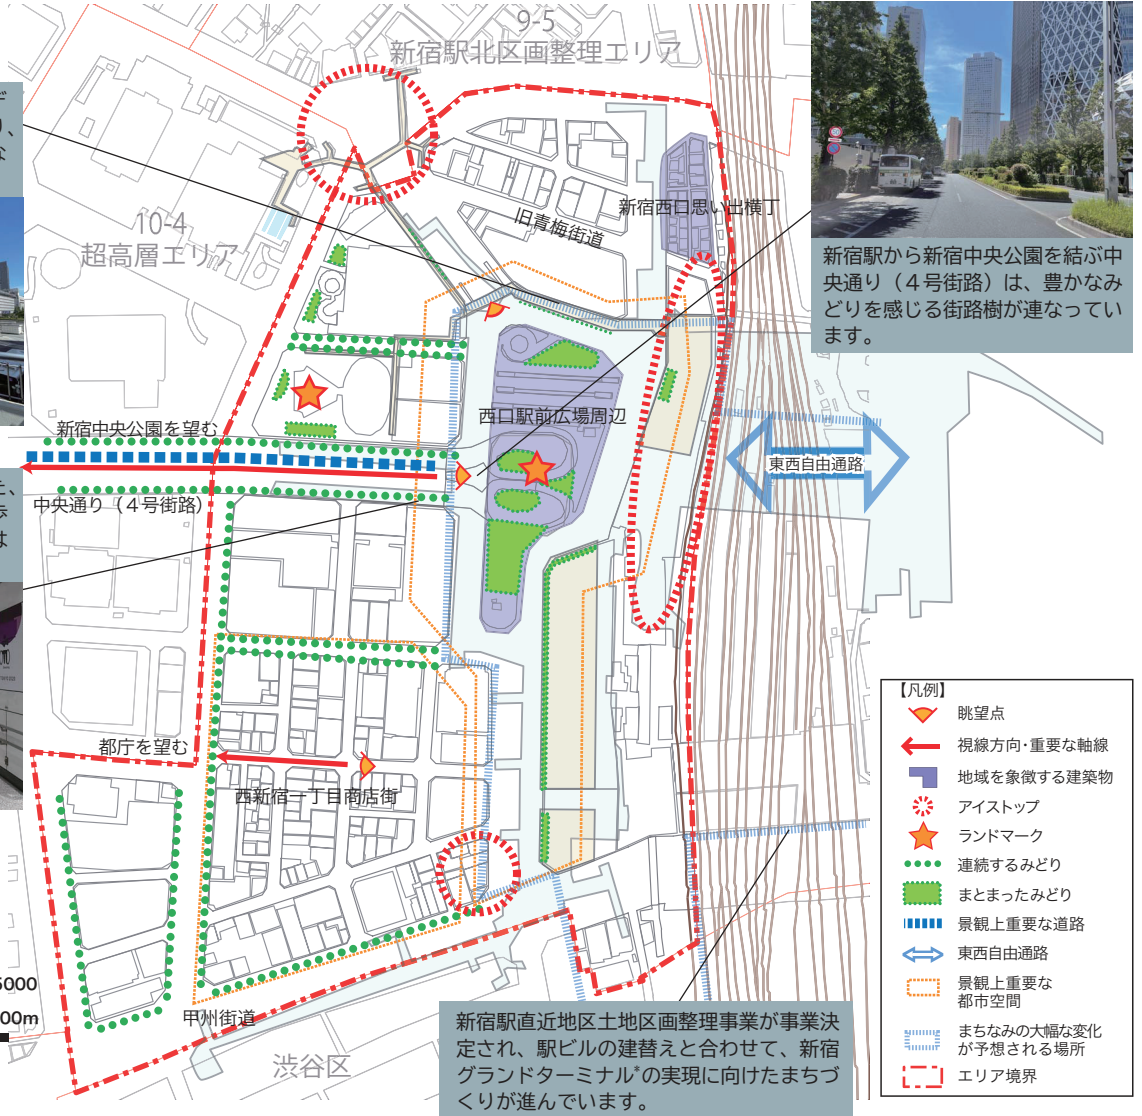 9-5
新宿駅北区画整理エリア
10-4
超高層エリア
旧青梅街道
新宿西口思い出横丁
新宿駅から新宿中央公園を結ぶ中
央通り（４号街路）は、豊かなみ
どりを感じる街路樹が連なってい
ます。
西口駅前広場周辺
新宿中央公園を望む
東西自由通路
中央通り（４号街路）
都庁を望む
西新宿一丁目商店街
甲州街道
渋谷区
5000
00m
新宿駅直近地区土地区画整理事業が事業決
定され、駅ビルの建替えと合わせて、新宿
グランドターミナル*の実現に向けたまちづ
くりが進んでいます。
【凡例】
眺望点
視線方向・重要な軸線
地域を象徴する建築物
アイストップ
ランドマーク
連続するみどり
まとまったみどり
景観上重要な道路
東西自由通路
景観上重要な
都市空間
まちなみの大幅な変化
が予想される場所
エリア境界